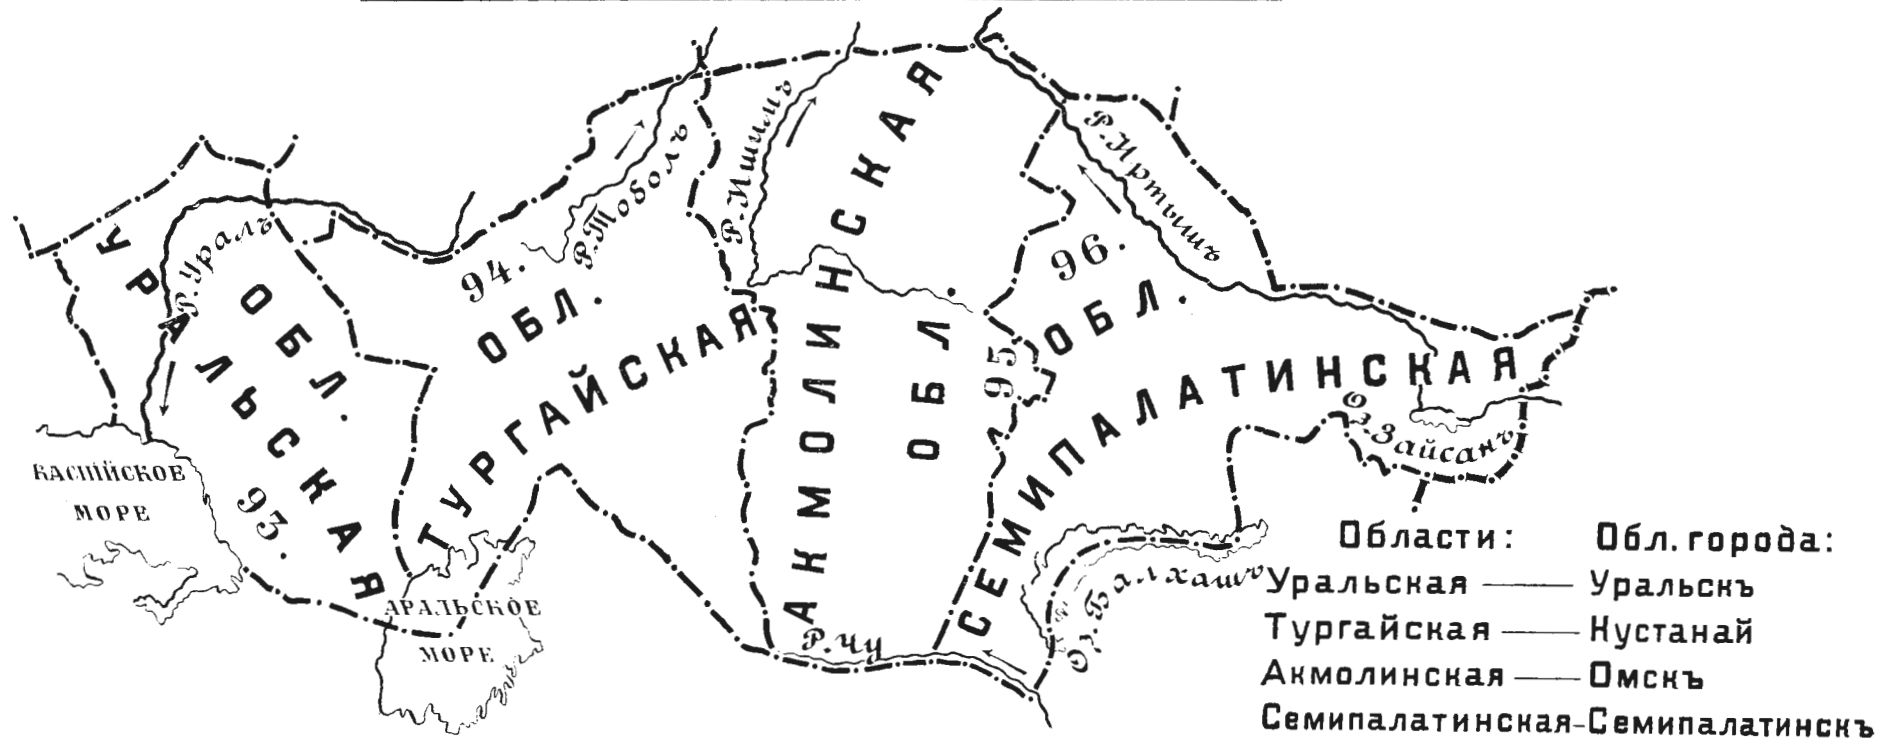 УРАЛЬСКАЯ
ОБЛ.
93.
Р. Уралъ
94.
ОБЛ.
ТУРГАЙСКАЯ
Р. Тоболъ
Р. Ишимъ
АКМОЛИНСКАЯ
ОБЛ.
95
96.
ОБЛ.
СЕМИПАЛАТИНСКАЯ
Р. Иртышъ
Оз. Зайсанъ
Оз. Балхашъ
Р. Чу
КАСПІЙСКОЕ
МОРЕ
АРАЛЬСКОЕ
МОРЕ
Области: Обл. города:
Уральская — Уральскъ
Тургайская — Кустанай
Акмолинская — Омскъ
Семипалатинская - Семипалатинскъ